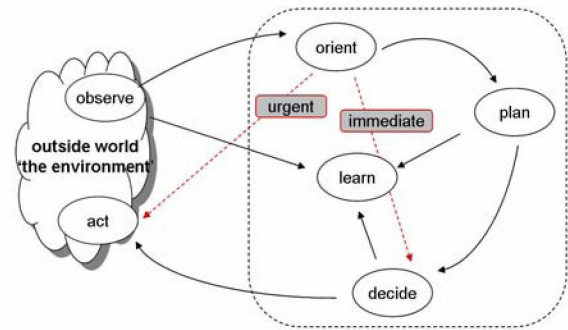 orient
observe
urgent
immediate
plan
outside world
'the environment'
learn
act
decide